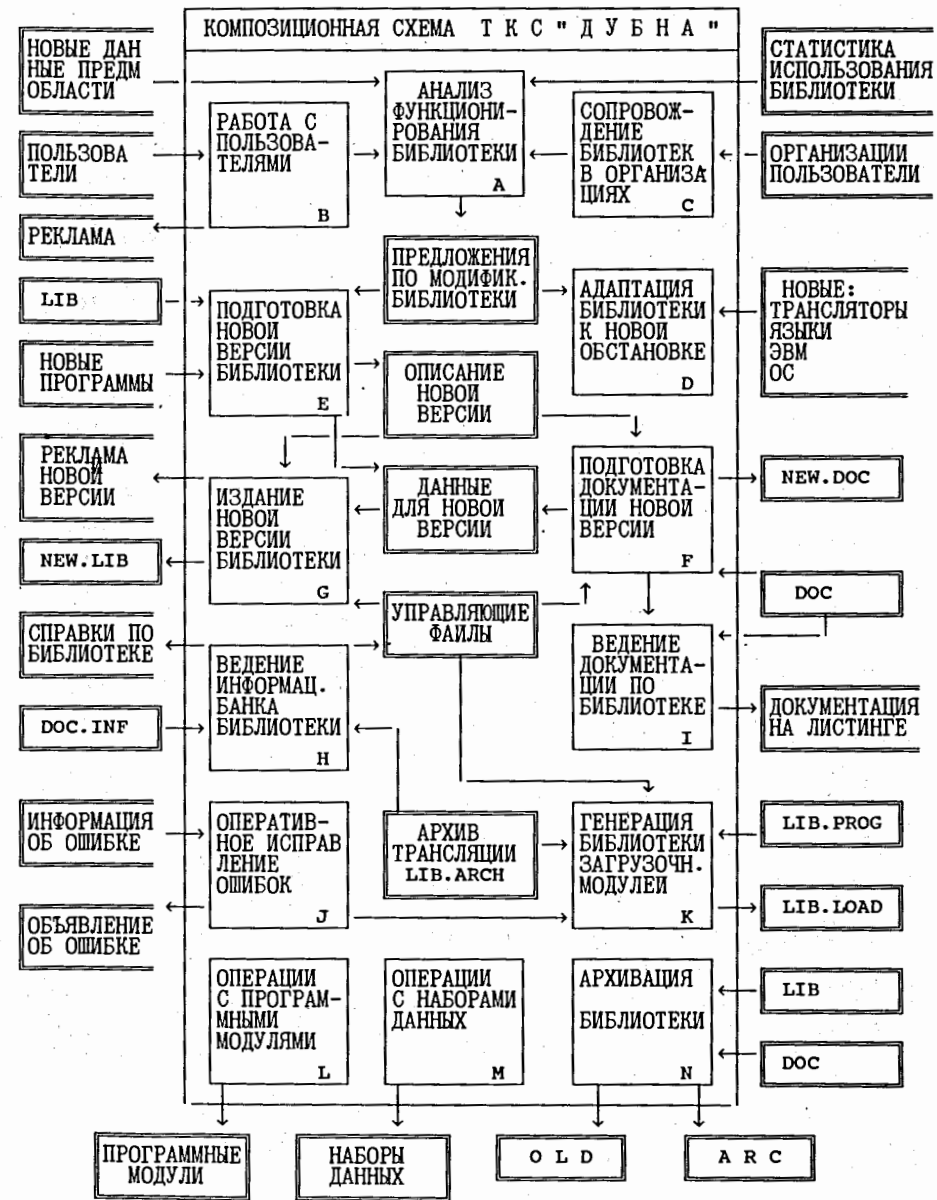 КОМПОЗИЦИОННАЯ СХЕМА Т К С " Д У Б Н А "
НОВЫЕ ДАН
НЫЕ ПРЕДМ
ОБЛАСТИ
АНАЛИЗ
ФУНКЦИОНИ-
РОВАНИЯ
БИБЛИОТЕКИ
A
СТАТИСТИКА
ИСПОЛЬЗОВАНИЯ
БИБЛИОТЕКИ
ПОЛЬЗОВА
ТЕЛИ
РАБОТА С
ПОЛЬЗОВА-
ТЕЛЯМИ
B
СОПРОВОЖ-
ДЕНИЕ
БИБЛИОТЕК
В ОРГАНИЗА
ЦИЯХ
C
ОРГАНИЗАЦИИ
ПОЛЬЗОВАТЕЛИ
РЕКЛАМА
ПРЕДЛОЖЕНИЯ
ПО МОДИФИК.
БИБЛИОТЕКИ
LIB
ПОДГОТОВКА
НОВОЙ
ВЕРСИИ
БИБЛИОТЕКИ
E
АДАПТАЦИЯ
БИБЛИОТЕКИ
К НОВОЙ
ОБСТАНОВКЕ
D
НОВЫЕ:
ТРАНСЛЯТОРЫ
ЯЗЫКИ
ЭВМ
ОС
НОВЫЕ
ПРОГРАММЫ
ОПИСАНИЕ
НОВОЙ
ВЕРСИИ
РЕКЛАМА
НОВОЙ
ВЕРСИИ
ИЗДАНИЕ
НОВОЙ
ВЕРСИИ
БИБЛИОТЕКИ
G
ДАННЫЕ
ДЛЯ НОВОЙ
ВЕРСИИ
ПОДГОТОВКА
ДОКУМЕНТА-
ЦИИ НОВОЙ
ВЕРСИИ
F
NEW.DOC
NEW.LIB
DOC
УПРАВЛЯЮЩИЕ
ФАИЛЫ
СПРАВКИ ПО
БИБЛИОТЕКЕ
ВЕДЕНИЕ
ИНФОРМАЦ.
БАНКА
БИБЛИОТЕКИ
H
ВЕДЕНИЕ
ДОКУМЕНТА-
ЦИИ ПО
БИБЛИОТЕКЕ
I
DOC.INF
ДОКУМЕНТАЦИЯ
НА ЛИСТИНГЕ
ИНФОРМАЦИЯ
ОБ ОШИБКЕ
ОПЕРАТИВ-
НОЕ ИСПРАВ
ЛЕНИЕ
ОШИБОК
J
АРХИВ
ТРАНСЛЯЦИИ
LIB.ARCH
ГЕНЕРАЦИЯ
БИБЛИОТЕКИ
ЗАГРУЗОЧН.
МОДУЛЕЙ
K
LIB.PROG
LIB.LOAD
ОБЪЯВЛЕНИЕ
ОБ ОШИБКЕ
ОПЕРАЦИИ
С ПРОГРАМ-
МНЫМИ
МОДУЛЯМИ
L
ОПЕРАЦИИ
С НАБОРАМИ
ДАННЫХ
M
АРХИВАЦИЯ
БИБЛИОТЕКИ
N
LIB
DOC
ПРОГРАММНЫЕ
МОДУЛИ
НАБОРЫ
ДАННЫХ
O L D
A R C